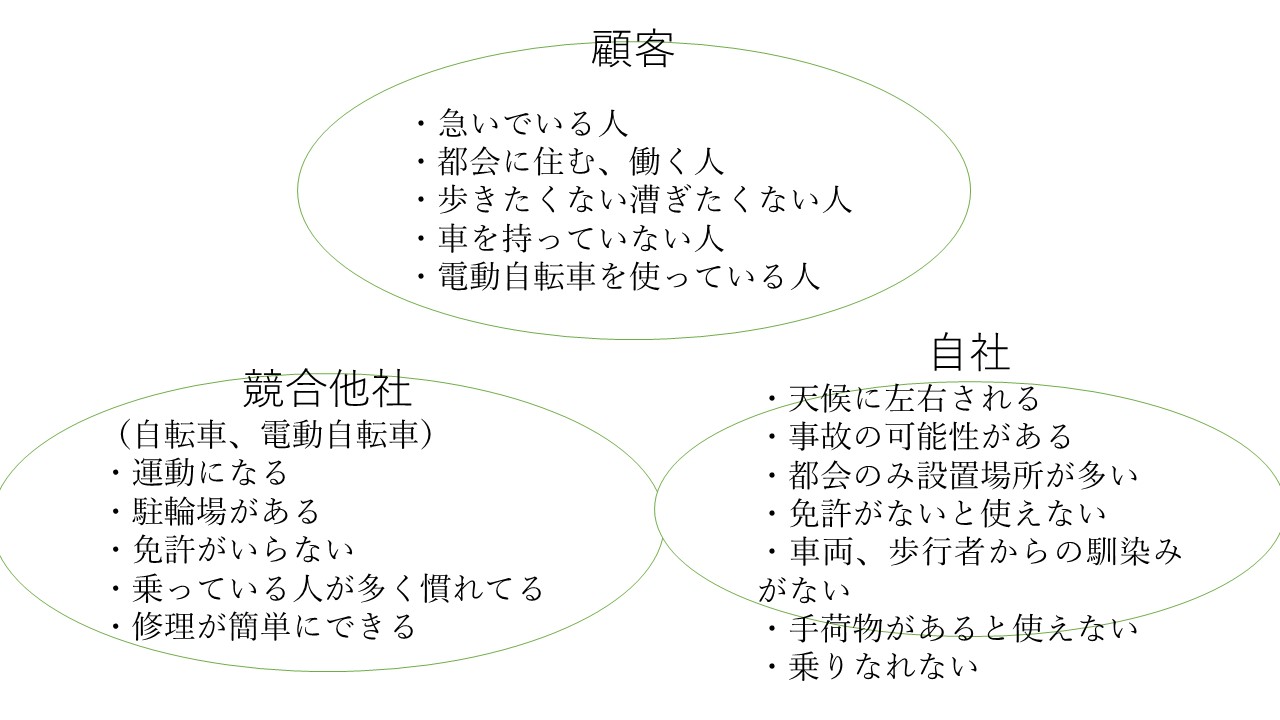 顧客
・急いでいる人
・都会に住む、働く人
・歩きたくない漕ぎたくない人
・車を持っていない人
・電動自転車を使っている人
競合他社
（自転車、電動自転車）
・運動になる
・駐輪場がある
・免許がいらない
・乗っている人が多く慣れてる
・修理が簡単にできる
自社
・天候に左右される
・事故の可能性がある
・都会のみ設置場所が多い
・免許がないと使えない
・車両、歩行者からの馴染み
がない
・手荷物があると使えない
・乗りなれない